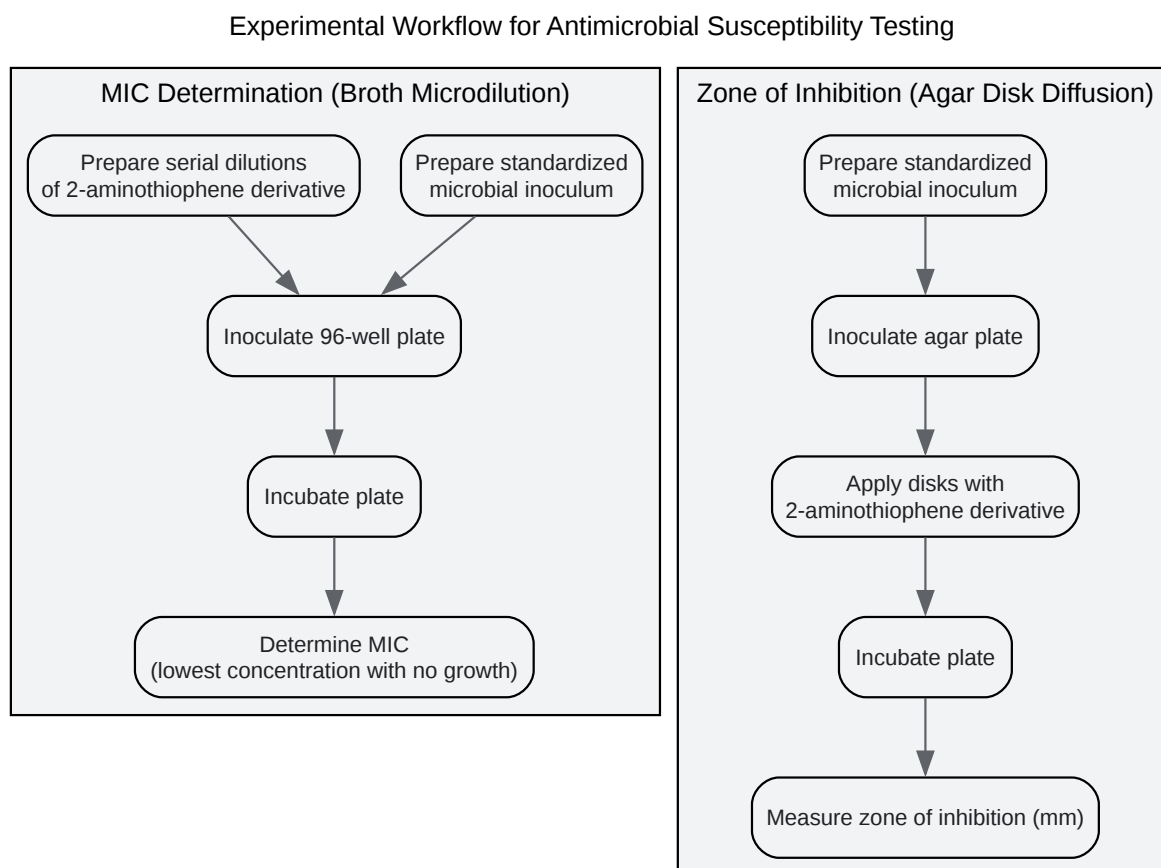 Experimental Workflow for Antimicrobial Susceptibility Testing
MIC Determination (Broth Microdilution)
Prepare serial dilutions
of 2-aminothiophene derivative
Prepare standardized
microbial inoculum
Inoculate 96-well plate
Incubate plate
Determine MIC
(lowest concentration with no growth)
Zone of Inhibition (Agar Disk Diffusion)
Prepare standardized
microbial inoculum
Inoculate agar plate
Apply disks with
2-aminothiophene derivative
Incubate plate
Measure zone of inhibition (mm)